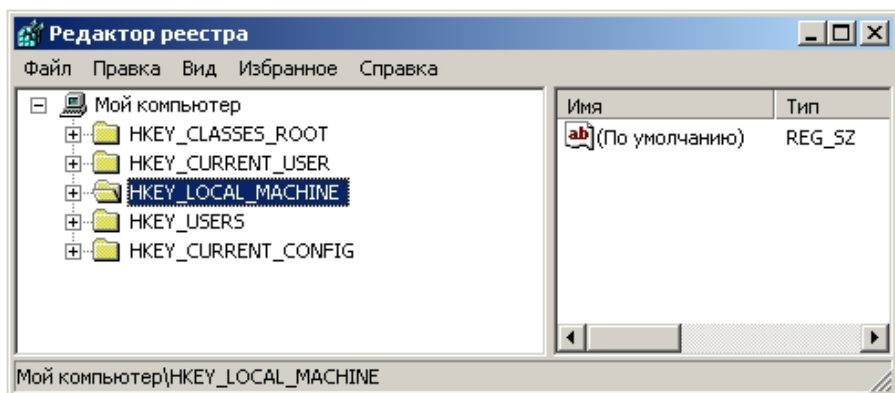 Редактор реестра
Файл Правка Вид Избранное Справка
Мой компьютер
HKEY_CLASSES_ROOT
HKEY_CURRENT_USER
HKEY_LOCAL_MACHINE
HKEY_USERS
HKEY_CURRENT_CONFIG
Имя Тип
ab (По умолчанию) REG_SZ
Мой компьютер\HKEY_LOCAL_MACHINE